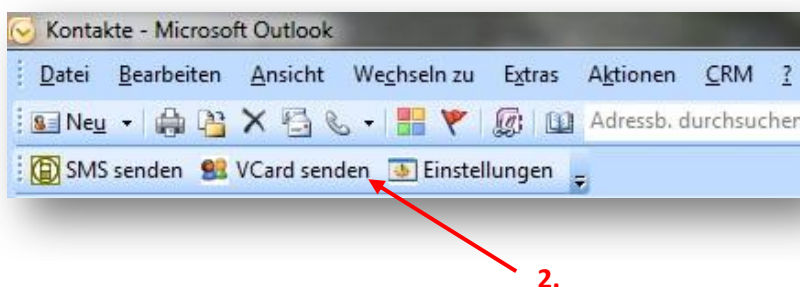 Kontakte - Microsoft Outlook
Datei Bearbeiten Ansicht Wechseln zu Extras Aktionen CRM ?
Neu Adressb. durchsuchen
SMS senden VCard senden Einstellungen
2.